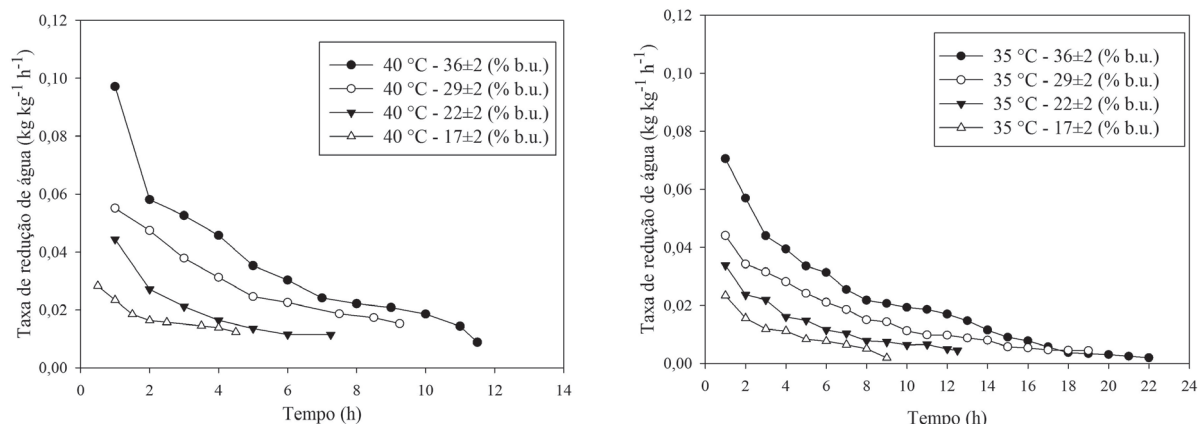 0,12
0,10
0,08
0,06
0,04
0,02
0,00
Taxa de redução de água (kg kg⁻¹ h⁻¹)
40 °C - 36±2 (% b.u.)
40 °C - 29±2 (% b.u.)
40 °C - 22±2 (% b.u.)
40 °C - 17±2 (% b.u.)
0 2 4 6 8 10 12 14
Tempo (h)
0,12
0,10
0,08
0,06
0,04
0,02
0,00
Taxa de redução de água (kg kg⁻¹ h⁻¹)
35 °C - 36±2 (% b.u.)
35 °C - 29±2 (% b.u.)
35 °C - 22±2 (% b.u.)
35 °C - 17±2 (% b.u.)
0 2 4 6 8 10 12 14 16 18 20 22 24
Tempo (h)